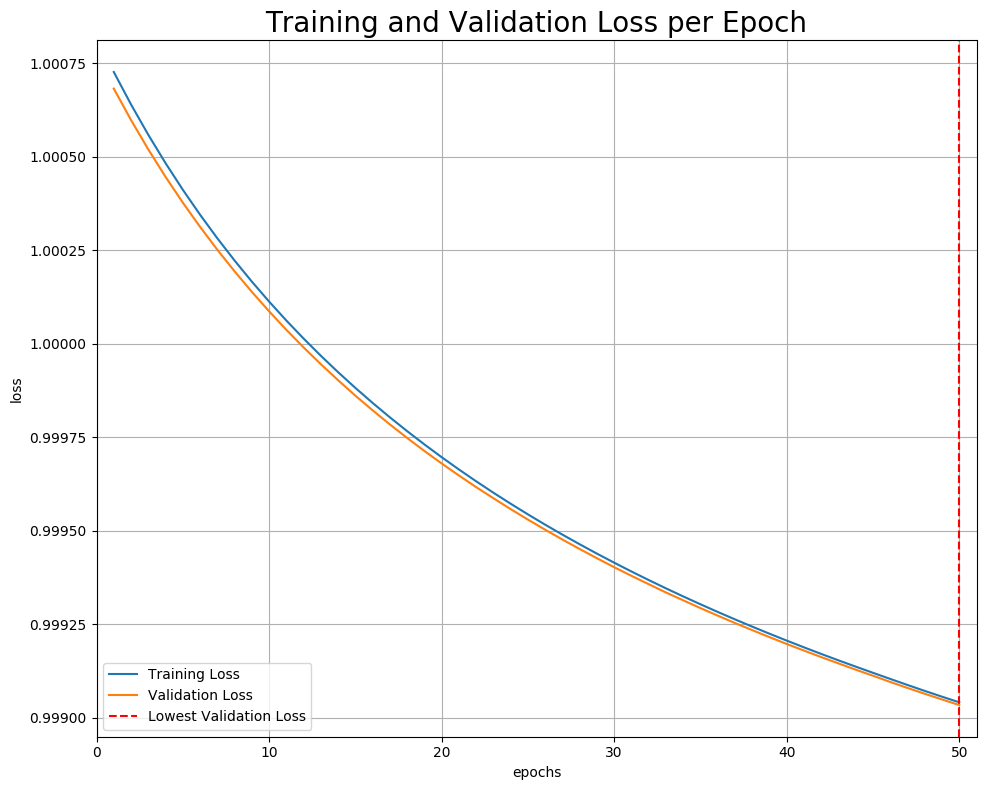 Training and Validation Loss per Epoch
1.00075
1.00050
1.00025
1.00000
0.99975
0.99950
0.99925
0.99900
loss
Training Loss
Validation Loss
Lowest Validation Loss
0 10 20 30 40 50
epochs